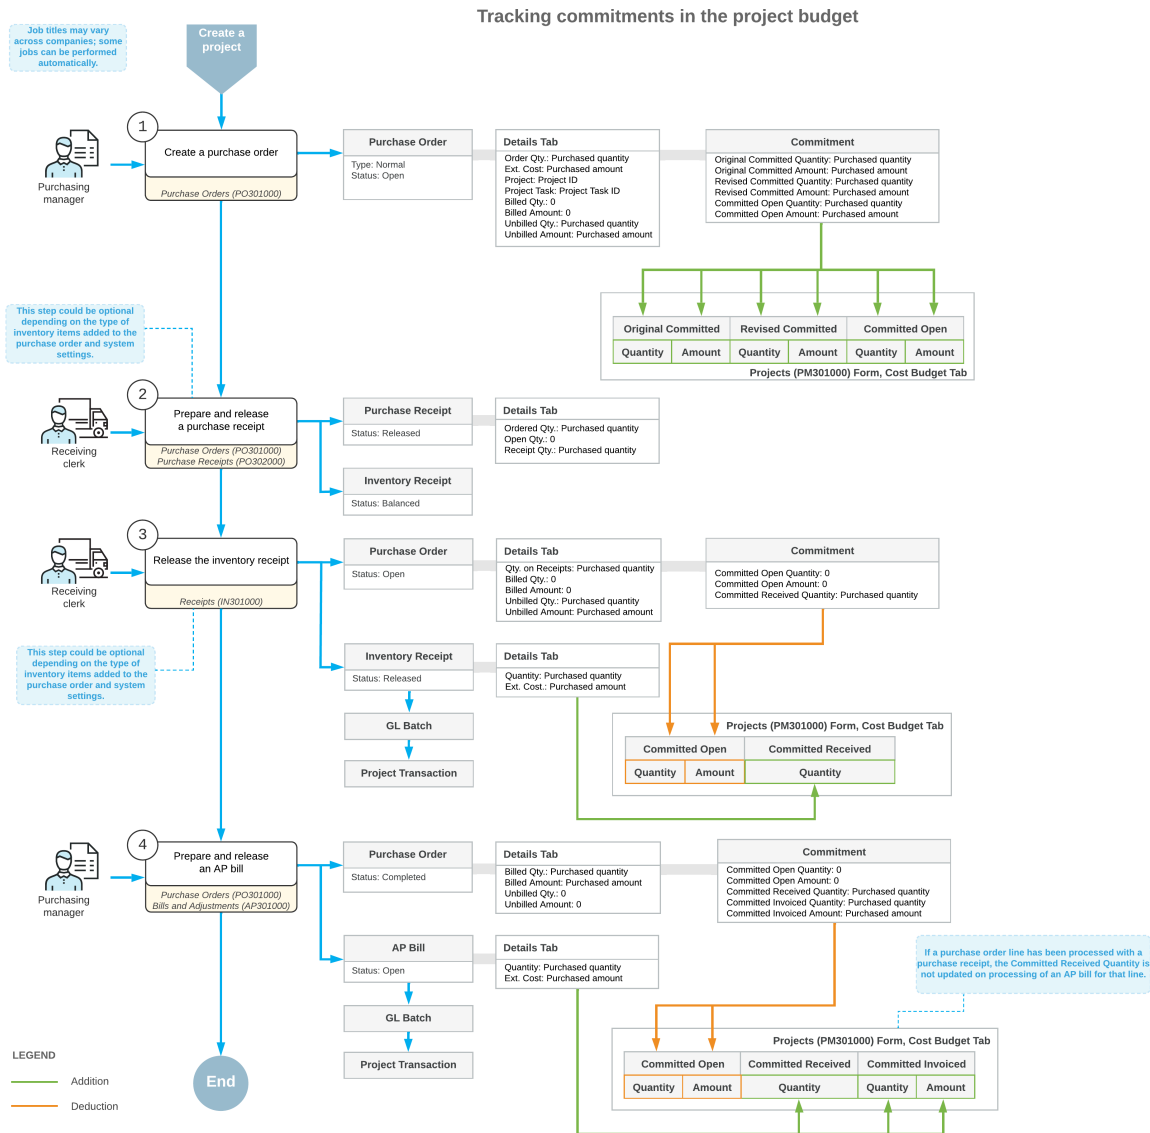 Tracking commitments in the project budget
Job titles may vary
across companies; some
jobs can be performed
automatically.
Create a
project
1
Create a purchase order
Purchase Orders (PO301000)
Purchasing
manager
Purchase Order
Type: Normal
Status: Open
Details Tab
Order Qty.: Purchased quantity
Ext. Cost: Purchased amount
Project: Project ID
Project Task: Project Task ID
Billed Qty.: 0
Billed Amount: 0
Unbilled Qty.: Purchased quantity
Unbilled Amount: Purchased amount
Commitment
Original Committed Quantity: Purchased quantity
Original Committed Amount: Purchased amount
Revised Committed Quantity: Purchased quantity
Revised Committed Amount: Purchased amount
Committed Open Quantity: Purchased quantity
Committed Open Amount: Purchased amount
Original Committed Revised Committed Committed Open
Quantity Amount Quantity Amount Quantity Amount
Projects (PM301000) Form, Cost Budget Tab
This step could be optional
depending on the type of
inventory items added to the
purchase order and system
settings.
2
Prepare and release
a purchase receipt
Purchase Orders (PO301000)
Purchase Receipts (PO302000)
Receiving
clerk
Purchase Receipt
Status: Released
Details Tab
Ordered Qty.: Purchased quantity
Open Qty.: 0
Receipt Qty.: Purchased quantity
Inventory Receipt
Status: Balanced
3
Release the inventory receipt
Receipts (IN301000)
Receiving
clerk
Purchase Order
Status: Open
Details Tab
Qty. on Receipts: Purchased quantity
Billed Qty.: 0
Billed Amount: 0
Unbilled Qty.: Purchased quantity
Unbilled Amount: Purchased amount
Commitment
Committed Open Quantity: 0
Committed Open Amount: 0
Committed Received Quantity: Purchased quantity
This step could be optional
depending on the type of
inventory items added to the
purchase order and system
settings.
Inventory Receipt
Status: Released
Details Tab
Quantity: Purchased quantity
Ext. Cost.: Purchased amount
GL Batch
Project Transaction
Projects (PM301000) Form, Cost Budget Tab
Committed Open Committed Received
Quantity Amount Quantity
4
Prepare and release
an AP bill
Purchase Orders (PO301000)
Bills and Adjustments (AP301000)
Purchasing
manager
Purchase Order
Status: Completed
Details Tab
Billed Qty.: Purchased quantity
Billed Amount: Purchased amount
Unbilled Qty.: 0
Unbilled Amount: 0
Commitment
Committed Open Quantity: 0
Committed Open Amount: 0
Committed Received Quantity: Purchased quantity
Committed Invoiced Quantity: Purchased quantity
Committed Invoiced Amount: Purchased amount
AP Bill
Status: Open
Details Tab
Quantity: Purchased quantity
Ext. Cost: Purchased amount
GL Batch
Project Transaction
If a purchase order line has been processed with a
purchase receipt, the Committed Received Quantity is
not updated on processing of an AP bill for that line.
Projects (PM301000) Form, Cost Budget Tab
Committed Open Committed Received Committed Invoiced
Quantity Amount Quantity Quantity Amount
End
LEGEND
Addition
Deduction